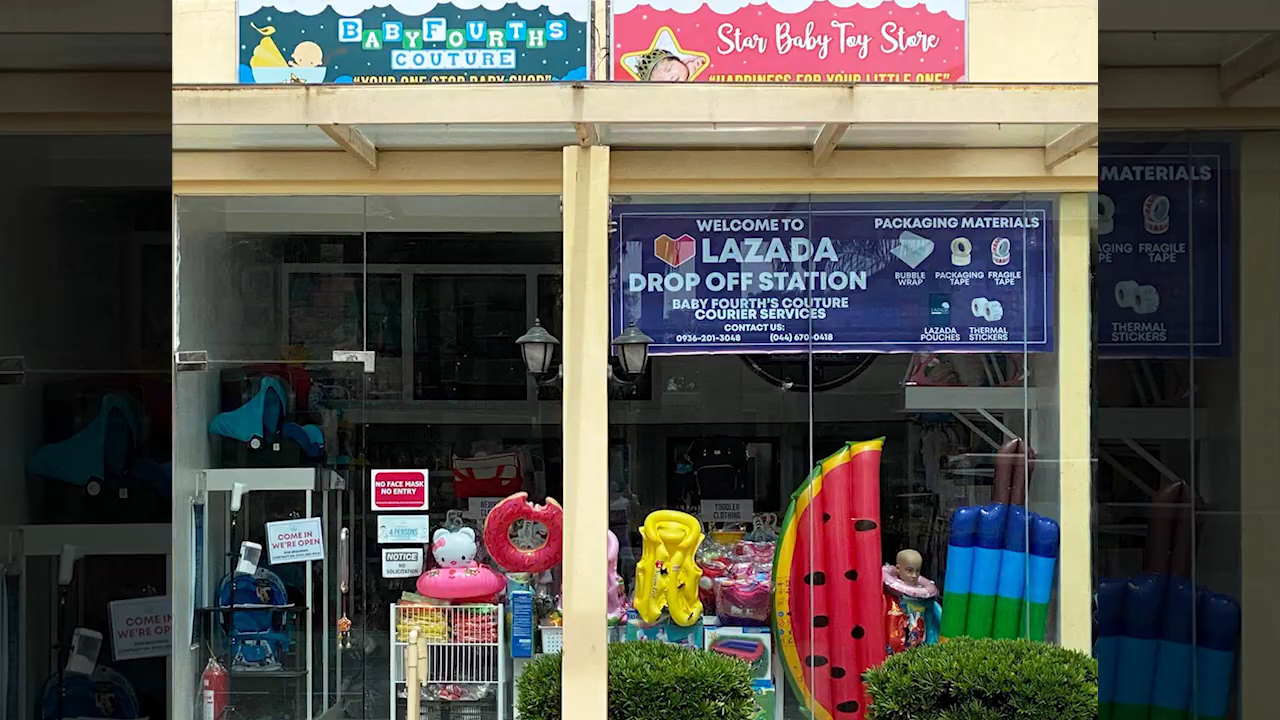 BABYFOURTHS
COUTURE
"YOUR ONE STOP BABY SHOP"
Star Baby Toy Store
"HAPPINESS FOR YOUR LITTLE ONE"
WELCOME TO
LAZADA
DROP OFF STATION
BABY FOURTH'S COUTURE
COURIER SERVICES
CONTACT US:
0936-201-3048 (044) 670-0418
PACKAGING MATERIALS
BUBBLE
WRAP
PACKAGING
TAPE
FRAGILE
TAPE
LAZADA
POUCHES
THERMAL
STICKERS
MATERIALS
FRAGILE
TAPE
THERMAL
STICKERS
NO FACE MASK
NO ENTRY
4 PERSONS
NOTICE
NO
SOLICITATION
COME IN
WE'RE OPEN
TODDLER
CLOTHING
COME IN
WE'RE OP